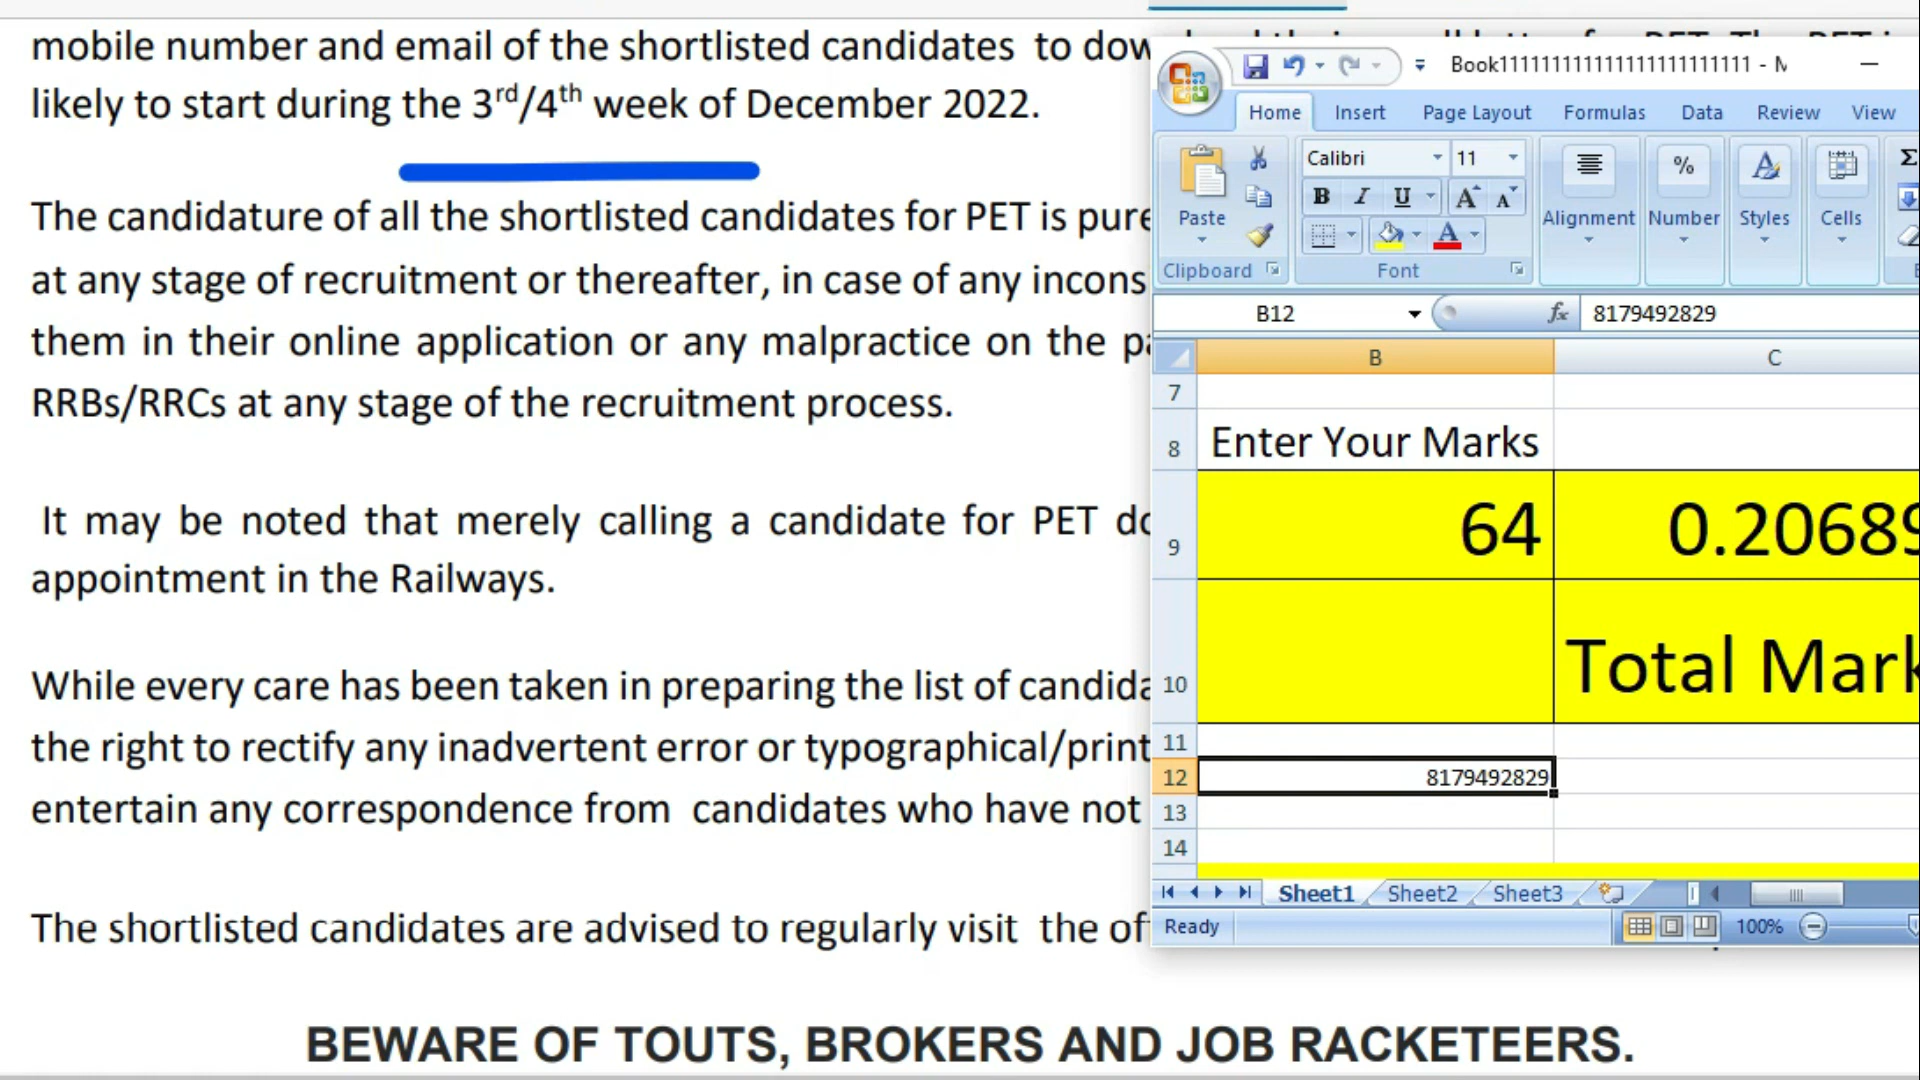 mobile number and email of the shortlisted candidates to dow
likely to start during the 3rd/4th week of December 2022.
The candidature of all the shortlisted candidates for PET is pure
at any stage of recruitment or thereafter, in case of any incons
them in their online application or any malpractice on the pa
RRBs/RRCs at any stage of the recruitment process.
It may be noted that merely calling a candidate for PET do
appointment in the Railways.
While every care has been taken in preparing the list of candida
the right to rectify any inadvertent error or typographical/print
entertain any correspondence from candidates who have not
The shortlisted candidates are advised to regularly visit the of
BEWARE OF TOUTS, BROKERS AND JOB RACKETEERS.
Home Insert Page Layout Formulas Data Review View
Calibri 11
Paste
B I U A A
Alignment Number Styles Cells
Clipboard Font
B12 fx 8179492829
B C
7
8 Enter Your Marks
9 64 0.20689
10 Total Mark
11
12 8179492829
13
14
Sheet1 Sheet2 Sheet3
Ready 100%